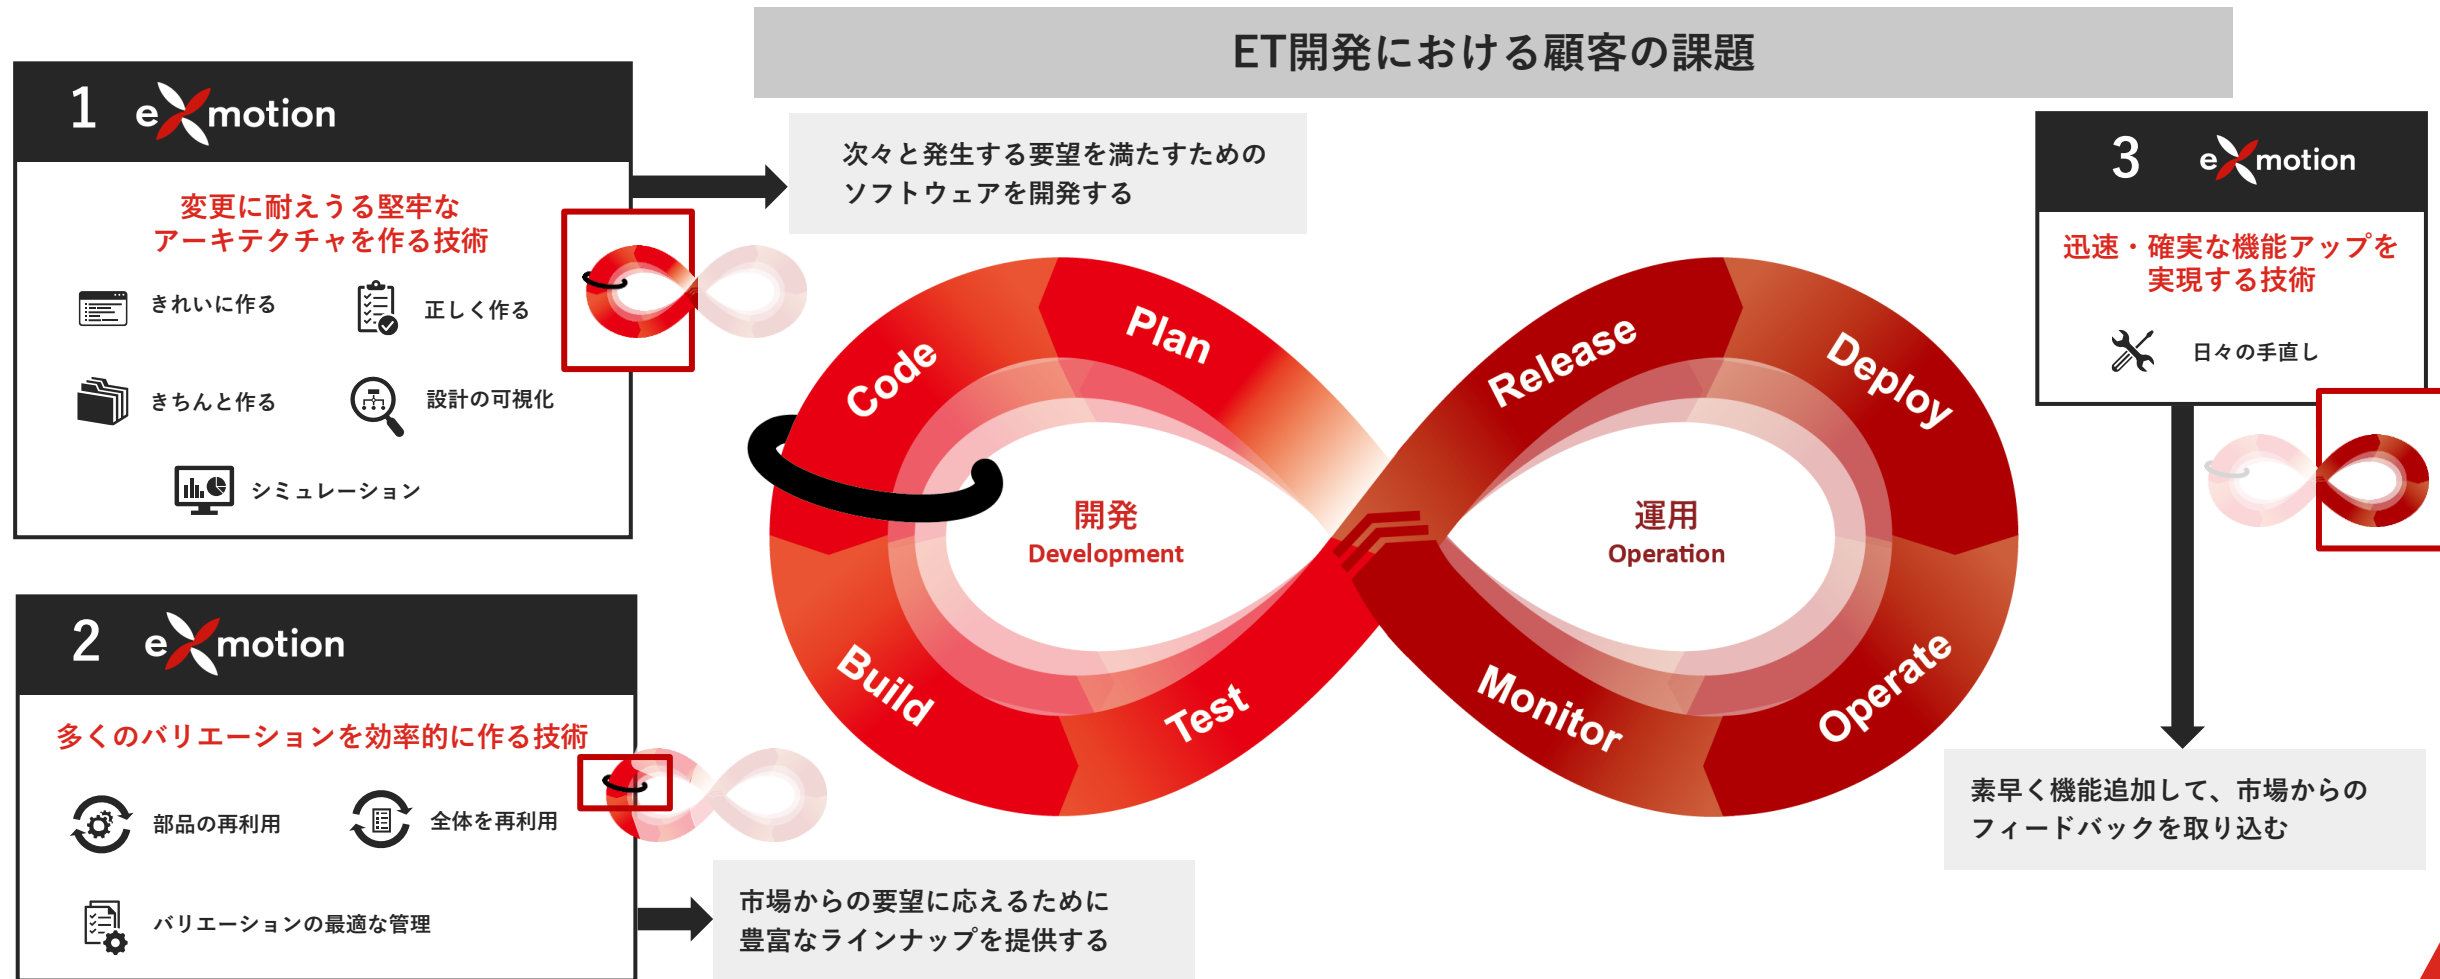 ET開発における顧客の課題
1 eXmotion
変更に耐えうる堅牢な
アーキテクチャを作る技術
きれいに作る
正しく作る
きちんと作る
設計の可視化
シミュレーション
次々と発生する要望を満たすための
ソフトウェアを開発する
2 eXmotion
多くのバリエーションを効率的に作る技術
部品の再利用
全体を再利用
バリエーションの最適な管理
市場からの要望に応えるために
豊富なラインナップを提供する
Plan
Code
Build
Test
開発
Development
Release
Deploy
Operate
Monitor
運用
Operation
3 eXmotion
迅速・確実な機能アップを
実現する技術
日々の手直し
素早く機能追加して、市場からの
フィードバックを取り込む